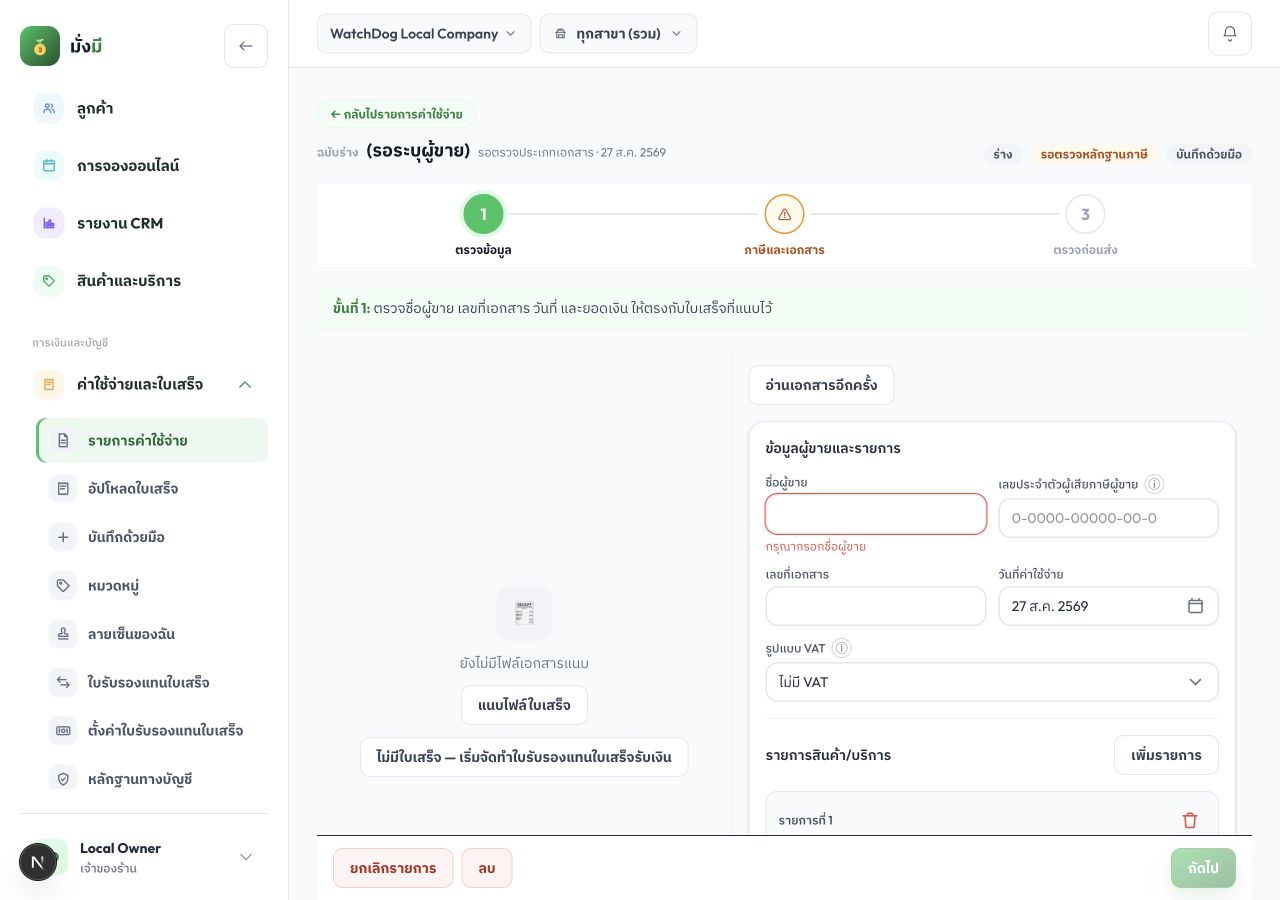 มั่งมี
WatchDog Local Company
ทุกสาขา (รวม)
ลูกค้า
การจองออนไลน์
รายงาน CRM
สินค้าและบริการ
การเงินและบัญชี
ค่าใช้จ่ายและใบเสร็จ
รายการค่าใช้จ่าย
อัปโหลดใบเสร็จ
บันทึกด้วยมือ
หมวดหมู่
ลายเซ็นของฉัน
ใบรับรองแทนใบเสร็จ
ตั้งค่าใบรับรองแทนใบเสร็จ
หลักฐานทางบัญชี
N
Local Owner
เจ้าของร้าน
← กลับไปรายการค่าใช้จ่าย
ฉบับร่าง (รอระบุผู้ขาย) รอตรวจประเภทเอกสาร · 27 ส.ค. 2569
ร่าง รอตรวจหลักฐานภาษี บันทึกด้วยมือ
1 3
ตรวจข้อมูล ภาษีและเอกสาร ตรวจก่อนส่ง
ขั้นที่ 1: ตรวจชื่อผู้ขาย เลขที่เอกสาร วันที่ และยอดเงิน ให้ตรงกับใบเสร็จที่แนบไว้
RECEIPT
ยังไม่มีไฟล์เอกสารแนบ
แนบไฟล์ใบเสร็จ
ไม่มีใบเสร็จ — เริ่มจัดทำใบรับรองแทนใบเสร็จรับเงิน
อ่านเอกสารอีกครั้ง
ข้อมูลผู้ขายและรายการ
ชื่อผู้ขาย
กรุณากรอกชื่อผู้ขาย
เลขประจำตัวผู้เสียภาษีผู้ขาย
0-0000-00000-00-0
เลขที่เอกสาร
วันที่ค่าใช้จ่าย
27 ส.ค. 2569
รูปแบบ VAT
ไม่มี VAT
รายการสินค้า/บริการ
เพิ่มรายการ
รายการที่ 1
ยกเลิกรายการ
ลบ
ถัดไป